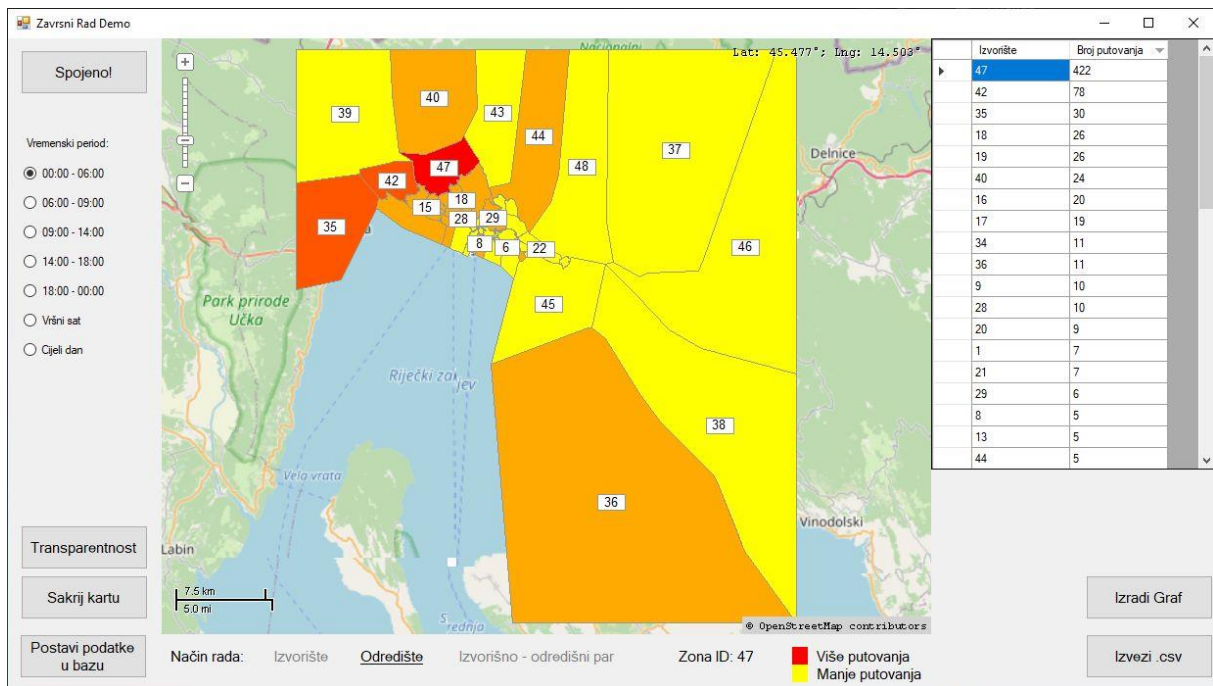 Zavrsni Rad Demo
Spojeno!
Vremenski period:
00:00 - 06:00
06:00 - 09:00
09:00 - 14:00
14:00 - 18:00
18:00 - 00:00
Vršni sat
Cijeli dan
Transparentnost
Sakrij kartu
Postavi podatke
u bazu
Lat: 45.477°; Lng: 14.503°
39
40
43
44
48
37
47
42
18
15
28
29
35
8
6
22
46
45
38
36
Delnice
Park prirode
Učka
Riječki zaljev
Vela vrata
Labin
Vinodolski
7.5 km
5.0 mi
© OpenStreetMap contributors
Izvorište Broj putovanja
47 422
42 78
35 30
18 26
19 26
40 24
16 20
17 19
34 11
36 11
9 10
28 10
20 9
1 7
21 7
29 6
8 5
13 5
44 5
Izradi Graf
Izvezi .csv
Način rada: Izvorište Odredište Izvorišno - odredišni par Zona ID: 47
Više putovanja
Manje putovanja